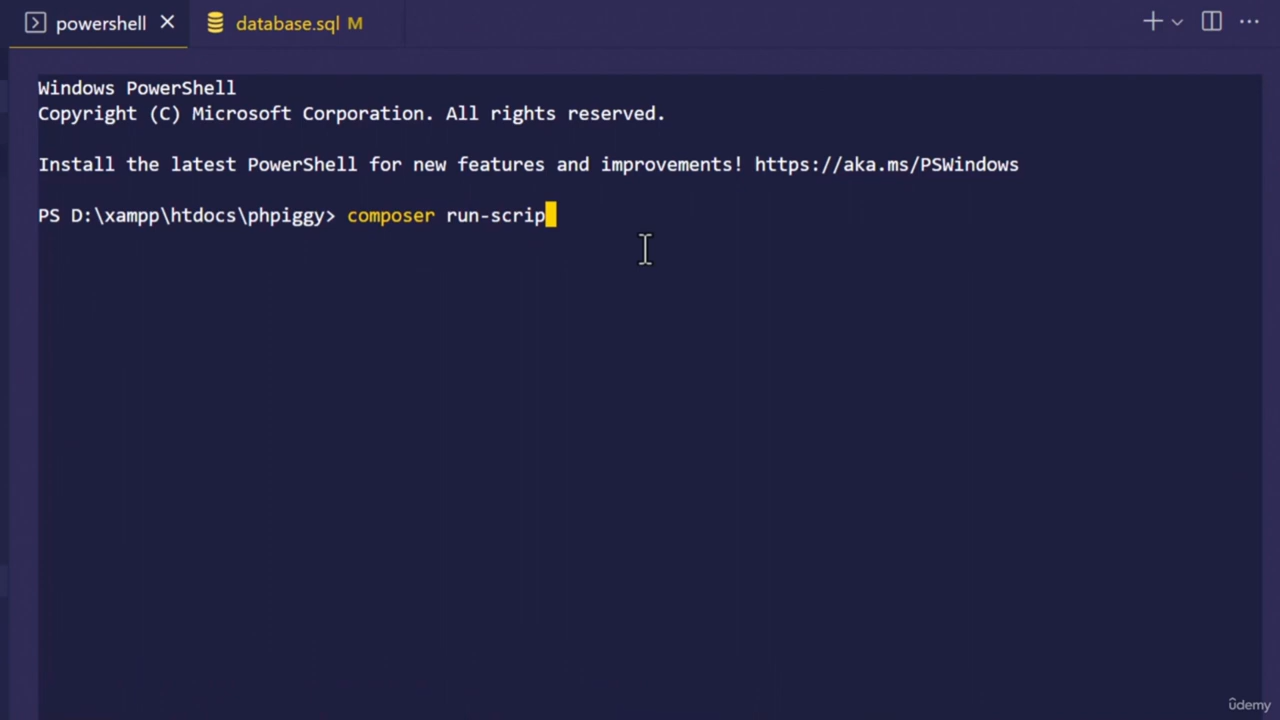 powershell
database.sql M
Windows PowerShell
Copyright (C) Microsoft Corporation. All rights reserved.
Install the latest PowerShell for new features and improvements! https://aka.ms/PSWindows
PS D:\xampp\htdocs\phpiggy> composer run-scrip
ûdemy